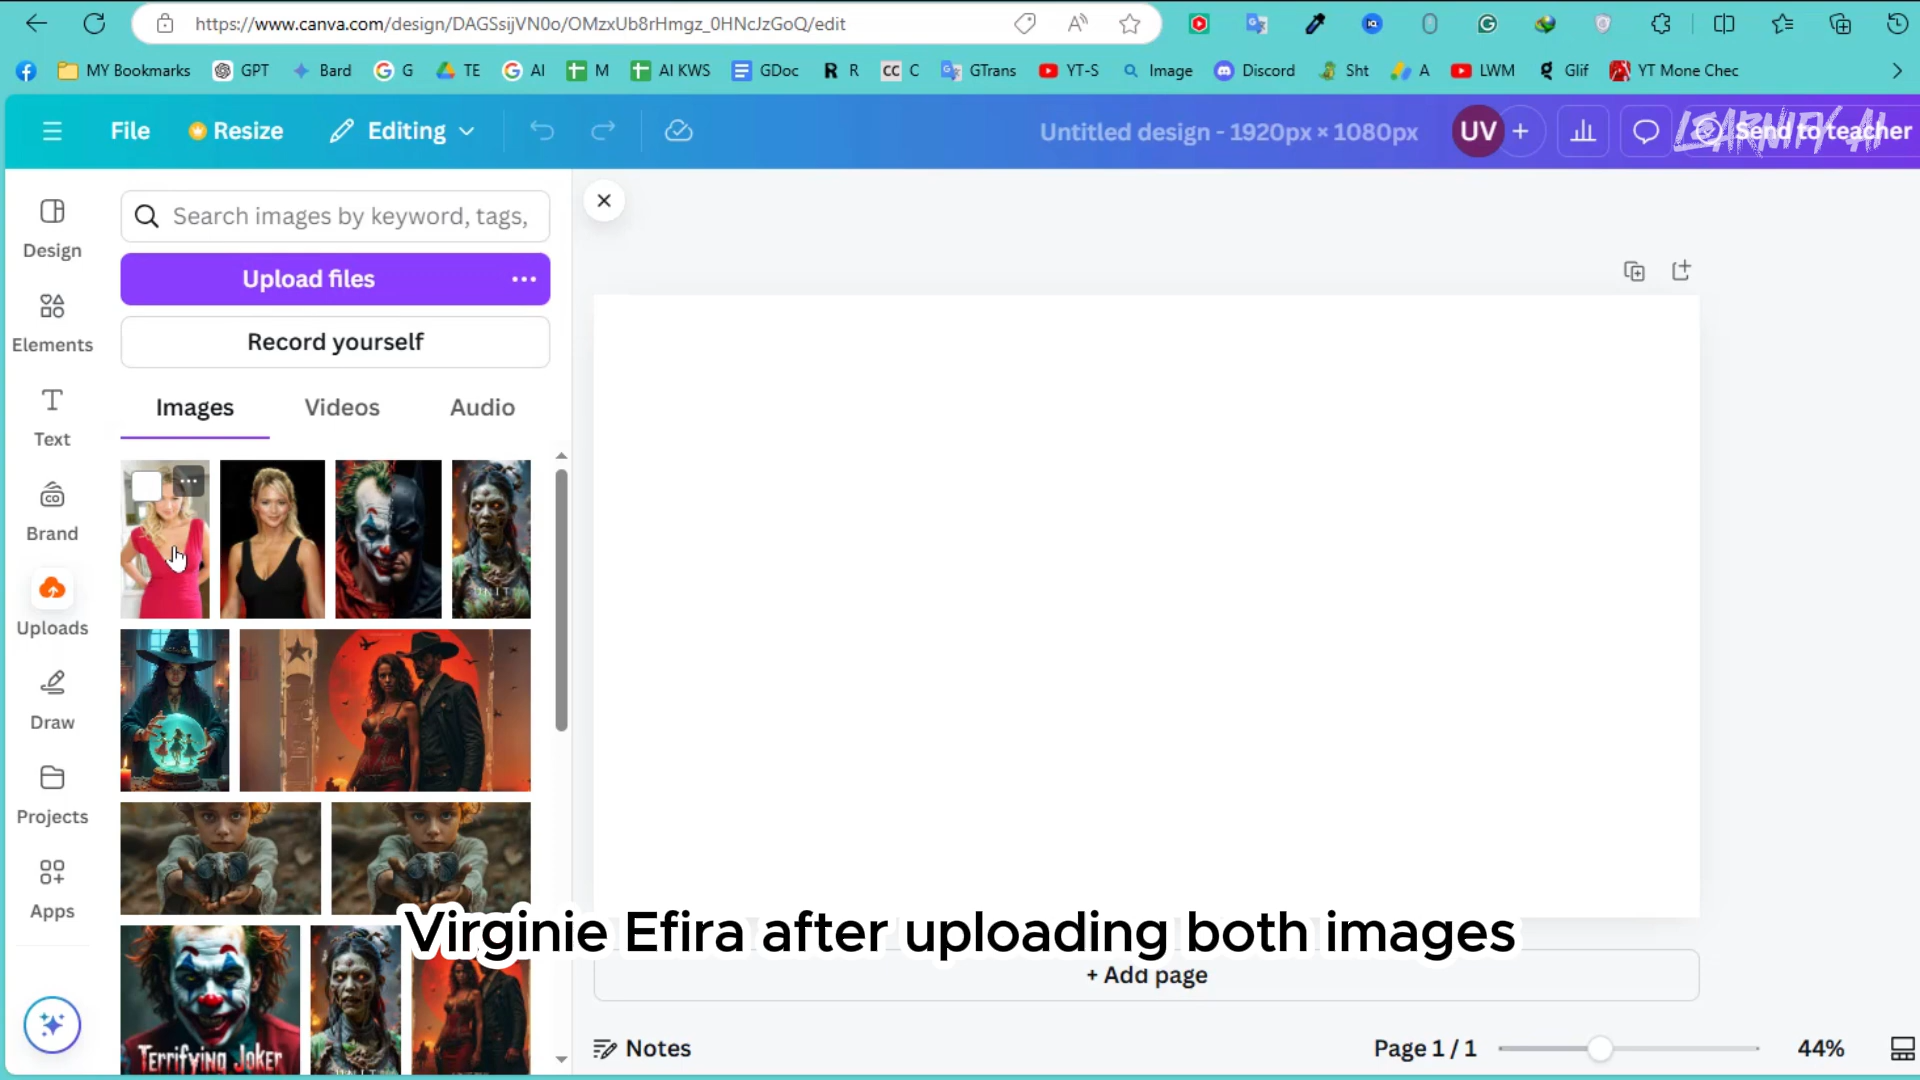 https://www.canva.com/design/DAGSsijVN0o/OMzxUb8rHmgz_0HNcJzGoQ/edit
MY Bookmarks GPT Bard G TE AI M AI KWS GDoc R C GTrans YT-S Image Discord Sht A LWM Glif YT Mone Chec
File Resize Editing Untitled design - 1920px × 1080px UV + Send to teacher
LEARNIFY AI
Search images by keyword, tags,
Design
Upload files
Elements
Record yourself
Images Videos Audio
Text
Brand
Uploads
Draw
Projects
Apps
Virginie Efira after uploading both images
+ Add page
Terrifying Joker
Notes Page 1 / 1 44%